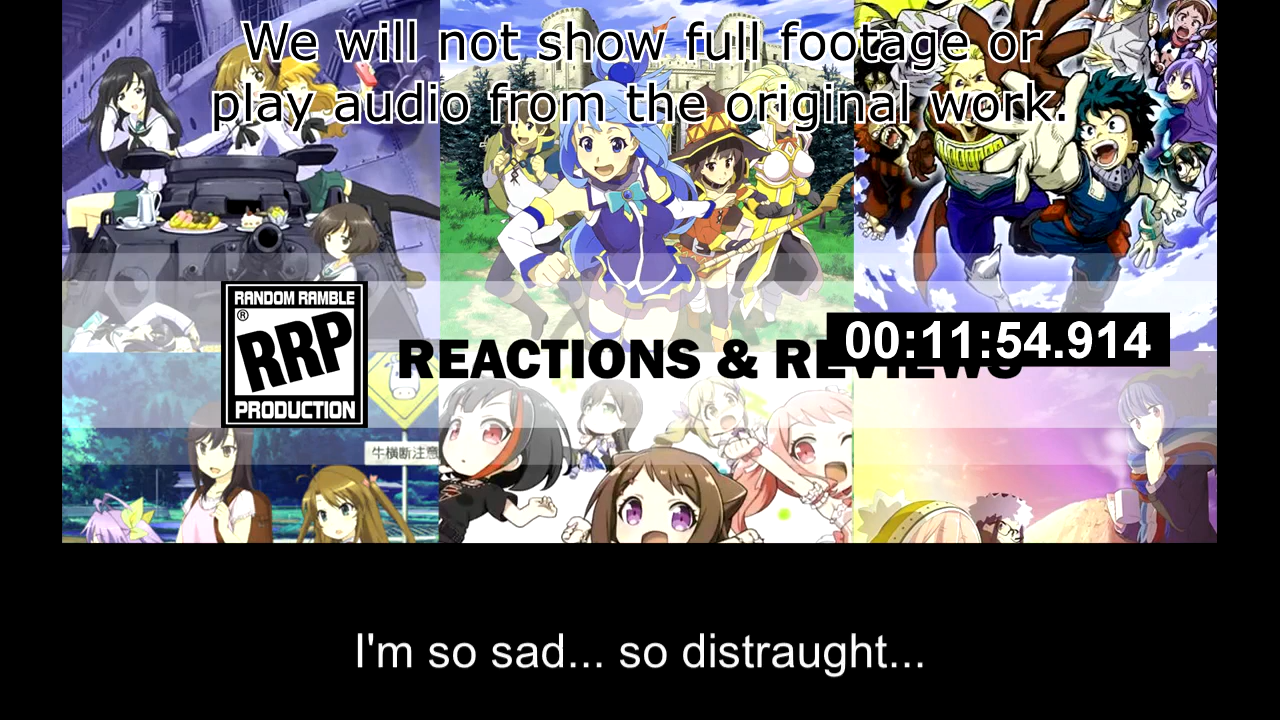 We will not show full footage or
play audio from the original work.
RANDOM RAMBLE
®
RRP
PRODUCTION
REACTIONS & REVIEWS
00:11:54.914
牛横断注意
I'm so sad... so distraught...